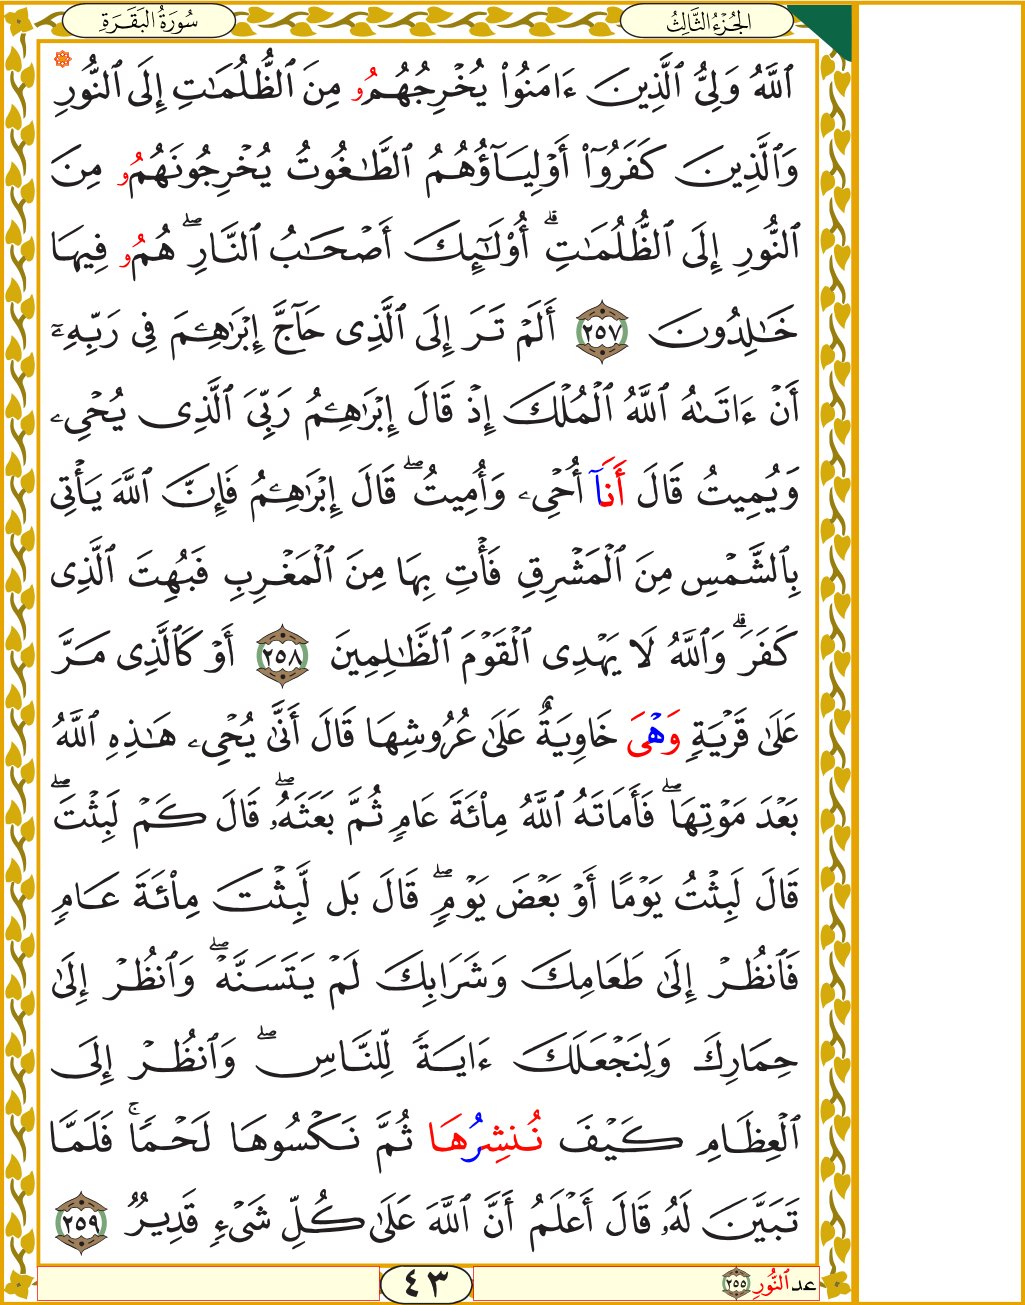 الجُزْءُ الثَّالِثُ
سُورَةُ البَقَرَةِ
ٱللَّهُ وَلِىُّ ٱلَّذِينَ ءَامَنُواْ يُخْرِجُهُمُو مِنَ ٱلظُّلُمَـٰتِ إِلَى ٱلنُّورِ
وَٱلَّذِينَ كَفَرُوٓاْ أَوْلِيَآؤُهُمُ ٱلطَّـٰغُوتُ يُخْرِجُونَهُمُو مِنَ
ٱلنُّورِ إِلَى ٱلظُّلُمَـٰتِۗ أُوْلَـٰٓئِكَ أَصْحَـٰبُ ٱلنَّارِۖ هُمُو فِيهَا
خَـٰلِدُونَ ٢٥٧ أَلَمْ تَرَ إِلَى ٱلَّذِى حَآجَّ إِبْرَٰهِـۧمَ فِى رَبِّهِۦٓ
أَنْ ءَاتَىٰهُ ٱللَّهُ ٱلْمُلْكَ إِذْ قَالَ إِبْرَٰهِـۧمُ رَبِّىَ ٱلَّذِى يُحْىِۦ
وَيُمِيتُ قَالَ أَنَآ أُحْىِۦ وَأُمِيتُۖ قَالَ إِبْرَٰهِـۧمُ فَإِنَّ ٱللَّهَ يَأْتِى
بِٱلشَّمْسِ مِنَ ٱلْمَشْرِقِ فَأْتِ بِهَا مِنَ ٱلْمَغْرِبِ فَبُهِتَ ٱلَّذِى
كَفَرَۗ وَٱللَّهُ لَا يَهْدِى ٱلْقَوْمَ ٱلظَّـٰلِمِينَ ٢٥٨ أَوْ كَٱلَّذِى مَرَّ
عَلَىٰ قَرْيَةٍ وَهْىَ خَاوِيَةٌ عَلَىٰ عُرُوشِهَا قَالَ أَنَّىٰ يُحْىِۦ هَـٰذِهِ ٱللَّهُ
بَعْدَ مَوْتِهَاۖ فَأَمَاتَهُ ٱللَّهُ مِاْئَةَ عَامٍ ثُمَّ بَعَثَهُۥۖ قَالَ كَمْ لَبِثْتَۖ
قَالَ لَبِثْتُ يَوْمًا أَوْ بَعْضَ يَوْمٍۖ قَالَ بَل لَّبِثْتَ مِاْئَةَ عَامٍ
فَٱنظُرْ إِلَىٰ طَعَامِكَ وَشَرَابِكَ لَمْ يَتَسَنَّهْۖ وَٱنظُرْ إِلَىٰ
حِمَارِكَ وَلِنَجْعَلَكَ ءَايَةً لِّلنَّاسِۖ وَٱنظُرْ إِلَى
ٱلْعِظَامِ كَيْفَ نُنشِرُهَا ثُمَّ نَكْسُوهَا لَحْمًاۚ فَلَمَّا
تَبَيَّنَ لَهُۥ قَالَ أَعْلَمُ أَنَّ ٱللَّهَ عَلَىٰ كُلِّ شَىْءٍ قَدِيرٌ ٢٥٩
عد ٱلنُّورِ ٢٥٥
٤٣